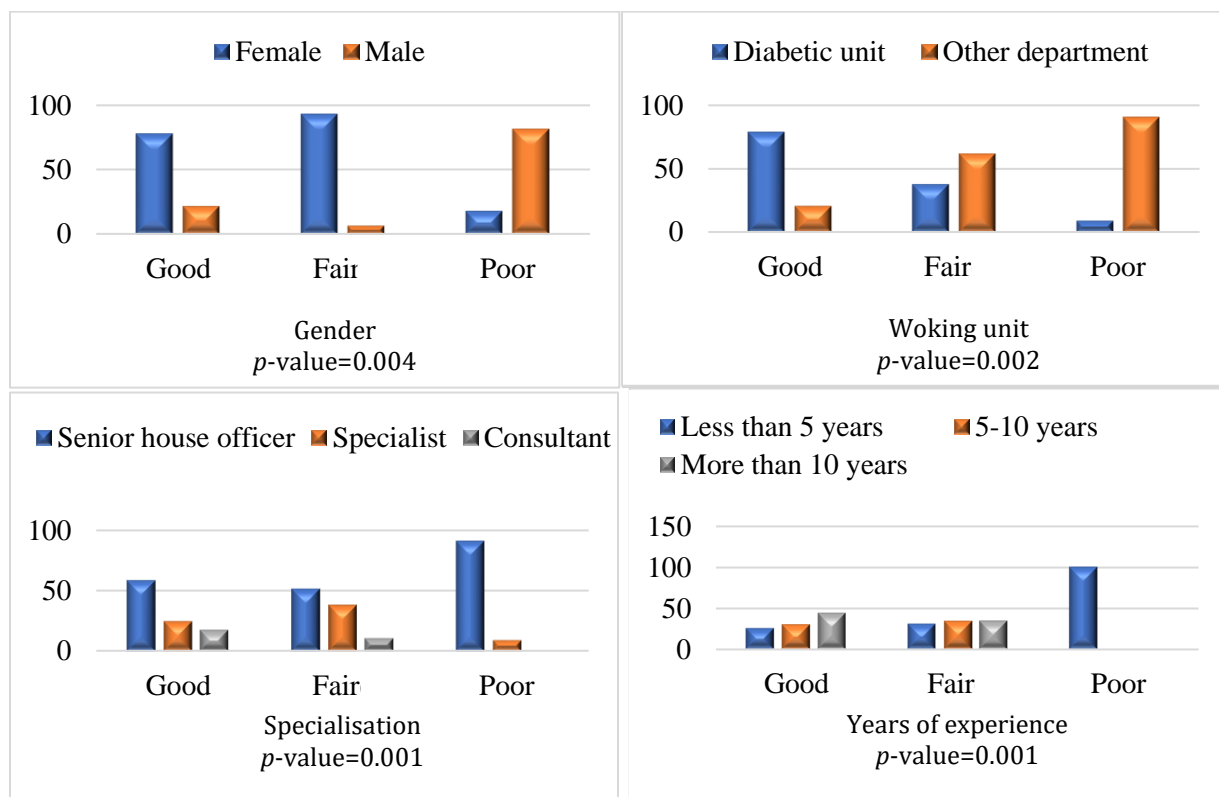 Female Male
100
50
0
Good Fair Poor
Gender
p-value=0.004
Diabetic unit Other department
100
50
0
Good Fair Poor
Woking unit
p-value=0.002
Senior house officer Specialist Consultant
100
50
0
Good Fair Poor
Specialisation
p-value=0.001
Less than 5 years 5-10 years
More than 10 years
150
100
50
0
Good Fair Poor
Years of experience
p-value=0.001